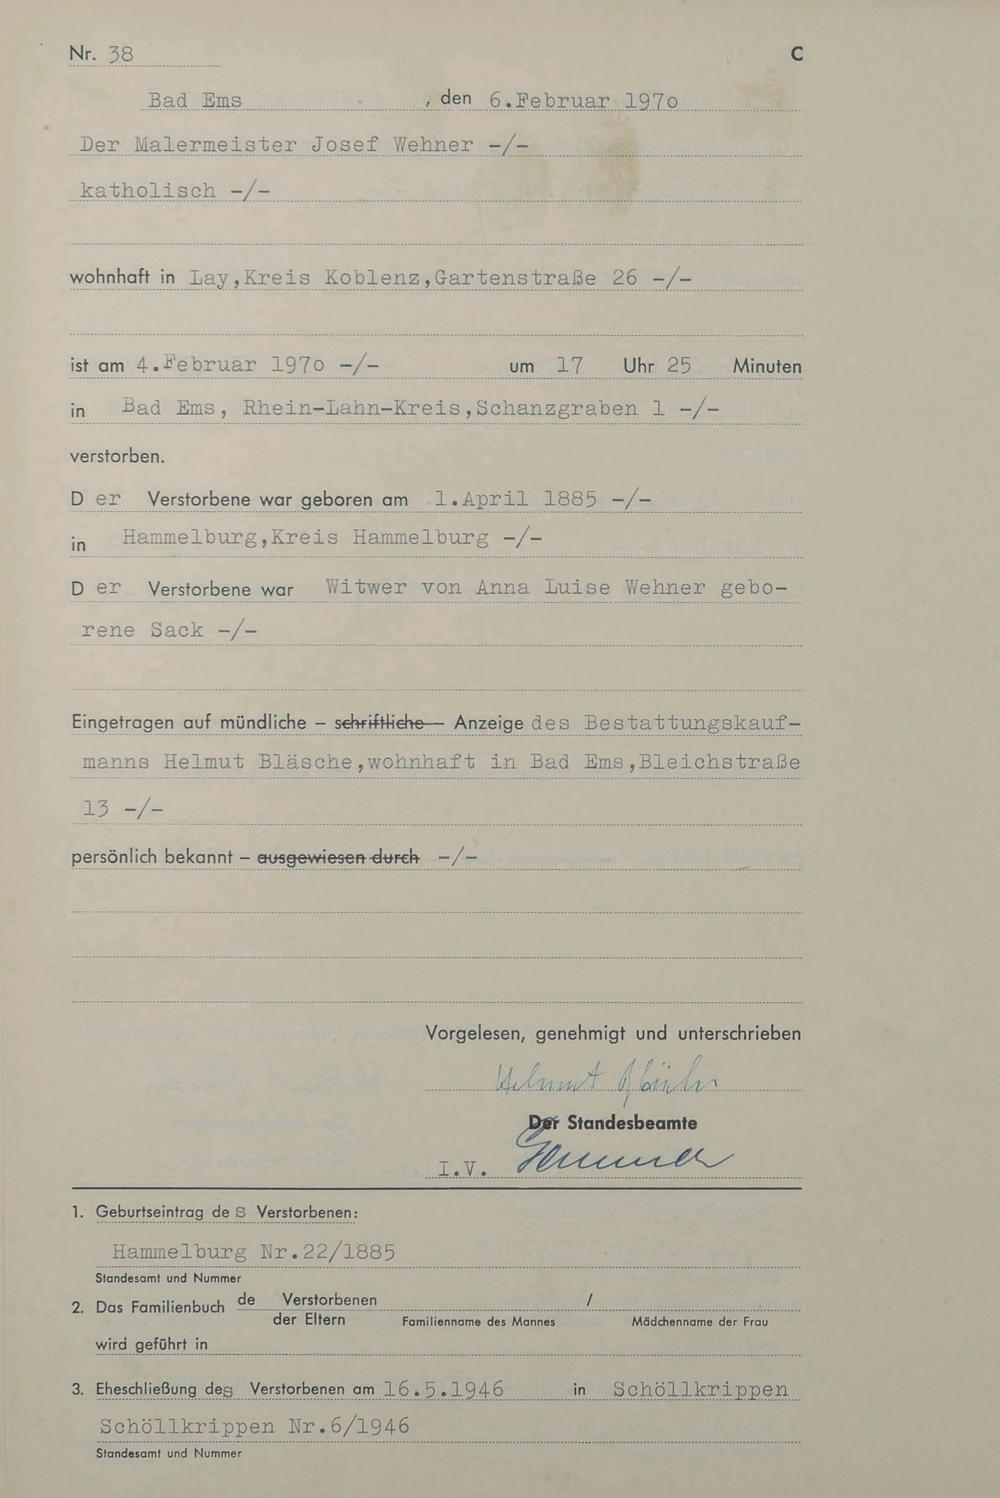 Nr. 38 C
Bad Ems , den 6.Februar 1970
Der Malermeister Josef Wehner -/-
katholisch -/-
wohnhaft in Lay,Kreis Koblenz,Gartenstraße 26 -/-
ist am 4.Februar 1970 -/- um 17 Uhr 25 Minuten
in Bad Ems, Rhein-Lahn-Kreis,Schanzgraben 1 -/-
verstorben.
D er Verstorbene war geboren am 1.April 1885 -/-
in Hammelburg,Kreis Hammelburg -/-
D er Verstorbene war Witwer von Anna Luise Wehner gebo-
rene Sack -/-
Eingetragen auf mündliche – schriftliche – Anzeige des Bestattungskauf-
manns Helmut Bläsche,wohnhaft in Bad Ems,Bleichstraße
13 -/-
persönlich bekannt – ausgewiesen durch -/-
Vorgelesen, genehmigt und unterschrieben
Helmut Bläsche
Der Standesbeamte
I.V.
1. Geburtseintrag des Verstorbenen:
Hammelburg Nr.22/1885
Standesamt und Nummer
2. Das Familienbuch de Verstorbenen /
der Eltern Familienname des Mannes Mädchenname der Frau
wird geführt in
3. Eheschließung des Verstorbenen am 16.5.1946 in Schöllkrippen
Schöllkrippen Nr.6/1946
Standesamt und Nummer